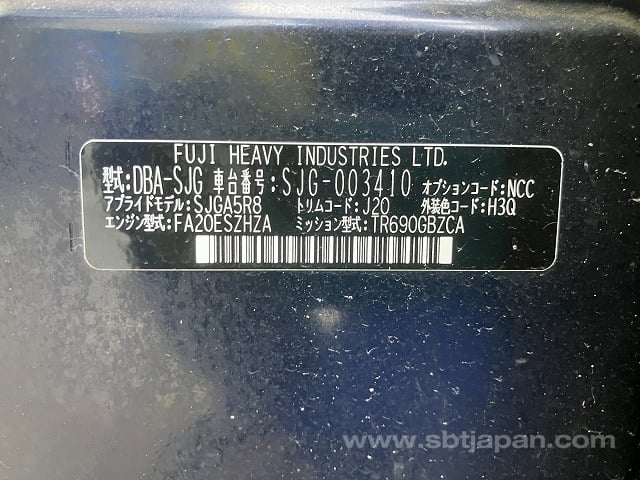 FUJI HEAVY INDUSTRIES LTD.
型式:DBA-SJG 車台番号:SJG-003410 オプションコード:NCC
アプライドモデル:SJGA5R8 トリムコード:J20 外装色コード:H3Q
エンジン型式:FA20ESZHZA ミッション型式:TR690GBZCA
www.sbtjapan.com